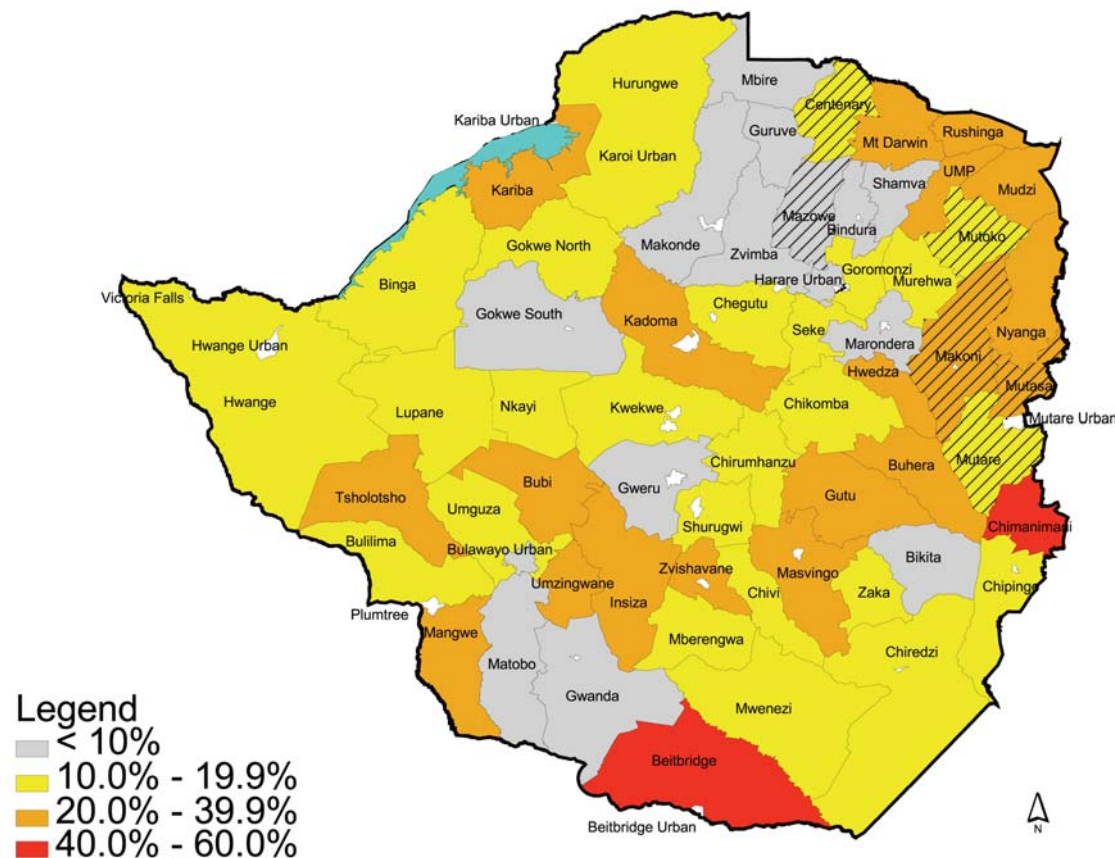 Mbire
Hurungwe
Centenary
Kariba Urban
Guruve
Rushinga
Mt Darwin
Karoi Urban
UMP
Shamva
Mudzi
Kariba
Mazowe
Bindura
Mutoko
Gokwe North
Makonde
Zvimba
Goromonzi
Harare Urban
Murehwa
Binga
Victoria Falls
Chegutu
Gokwe South
Kadoma
Seke
Nyanga
Hwange Urban
Marondera
Makoni
Hwedza
Mutasa
Hwange
Lupane
Nkayi
Kwekwe
Chikomba
Mutare Urban
Mutare
Chirumhanzu
Buhera
Bubi
Gweru
Tsholotsho
Gutu
Umguza
Shurugwi
Chimanimani
Bulilima
Bulawayo Urban
Bikita
Zvishavane
Masvingo
Umzingwane
Chipinge
Chivi
Zaka
Insiza
Plumtree
Mangwe
Mberengwa
Chiredzi
Matobo
Gwanda
Mwenezi
Legend
< 10%
10.0% - 19.9%
20.0% - 39.9%
40.0% - 60.0%
Beitbridge
Beitbridge Urban
N